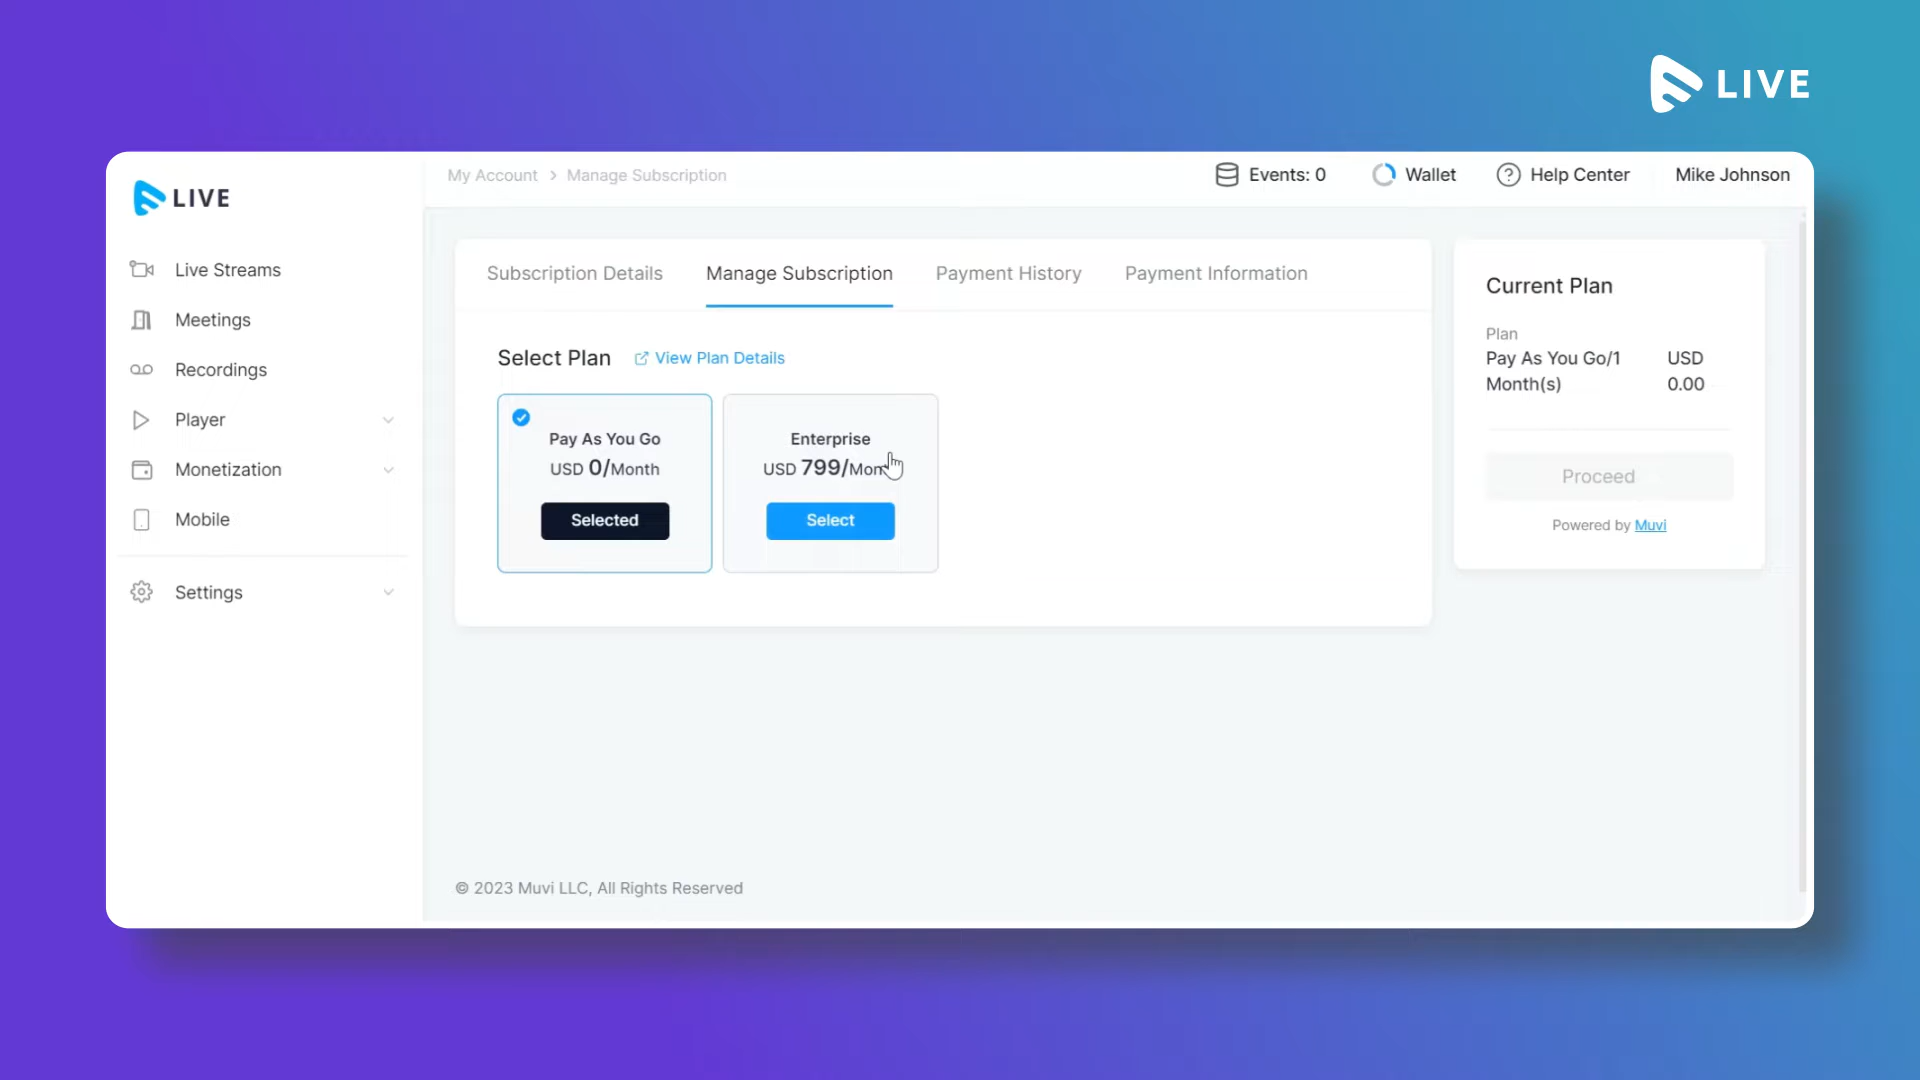 LIVE
LIVE
My Account > Manage Subscription
Events: 0
Wallet
Help Center
Mike Johnson
Live Streams
Meetings
Recordings
Player
Monetization
Mobile
Settings
Subscription Details
Manage Subscription
Payment History
Payment Information
Select Plan
View Plan Details
Pay As You Go
USD 0/Month
Selected
Enterprise
USD 799/Mon
Select
Current Plan
Plan
Pay As You Go/1 USD
Month(s) 0.00
Proceed
Powered by Muvi
© 2023 Muvi LLC, All Rights Reserved